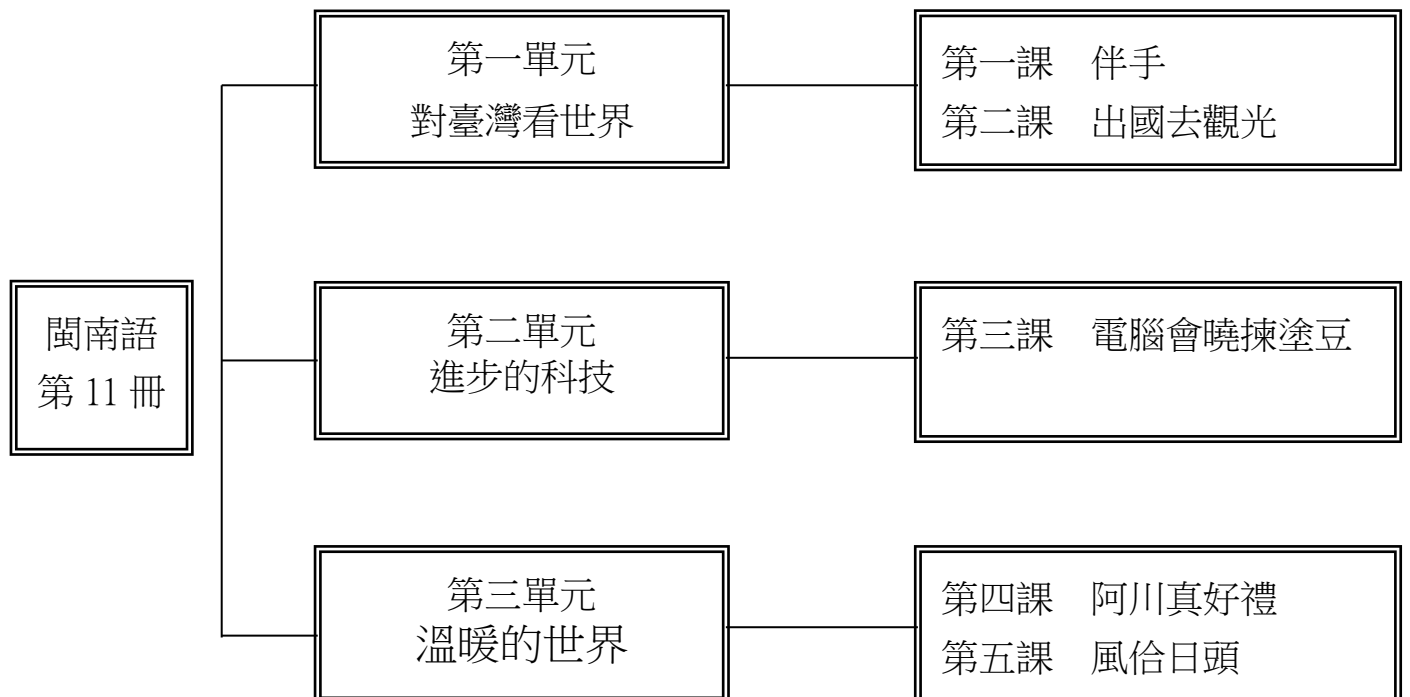 閩南語
第 11 冊
第一單元
對臺灣看世界
第一課 伴手
第二課 出國去觀光
第二單元
進步的科技
第三課 電腦會曉揀塗豆
第三單元
溫暖的世界
第四課 阿川真好禮
第五課 風佮日頭